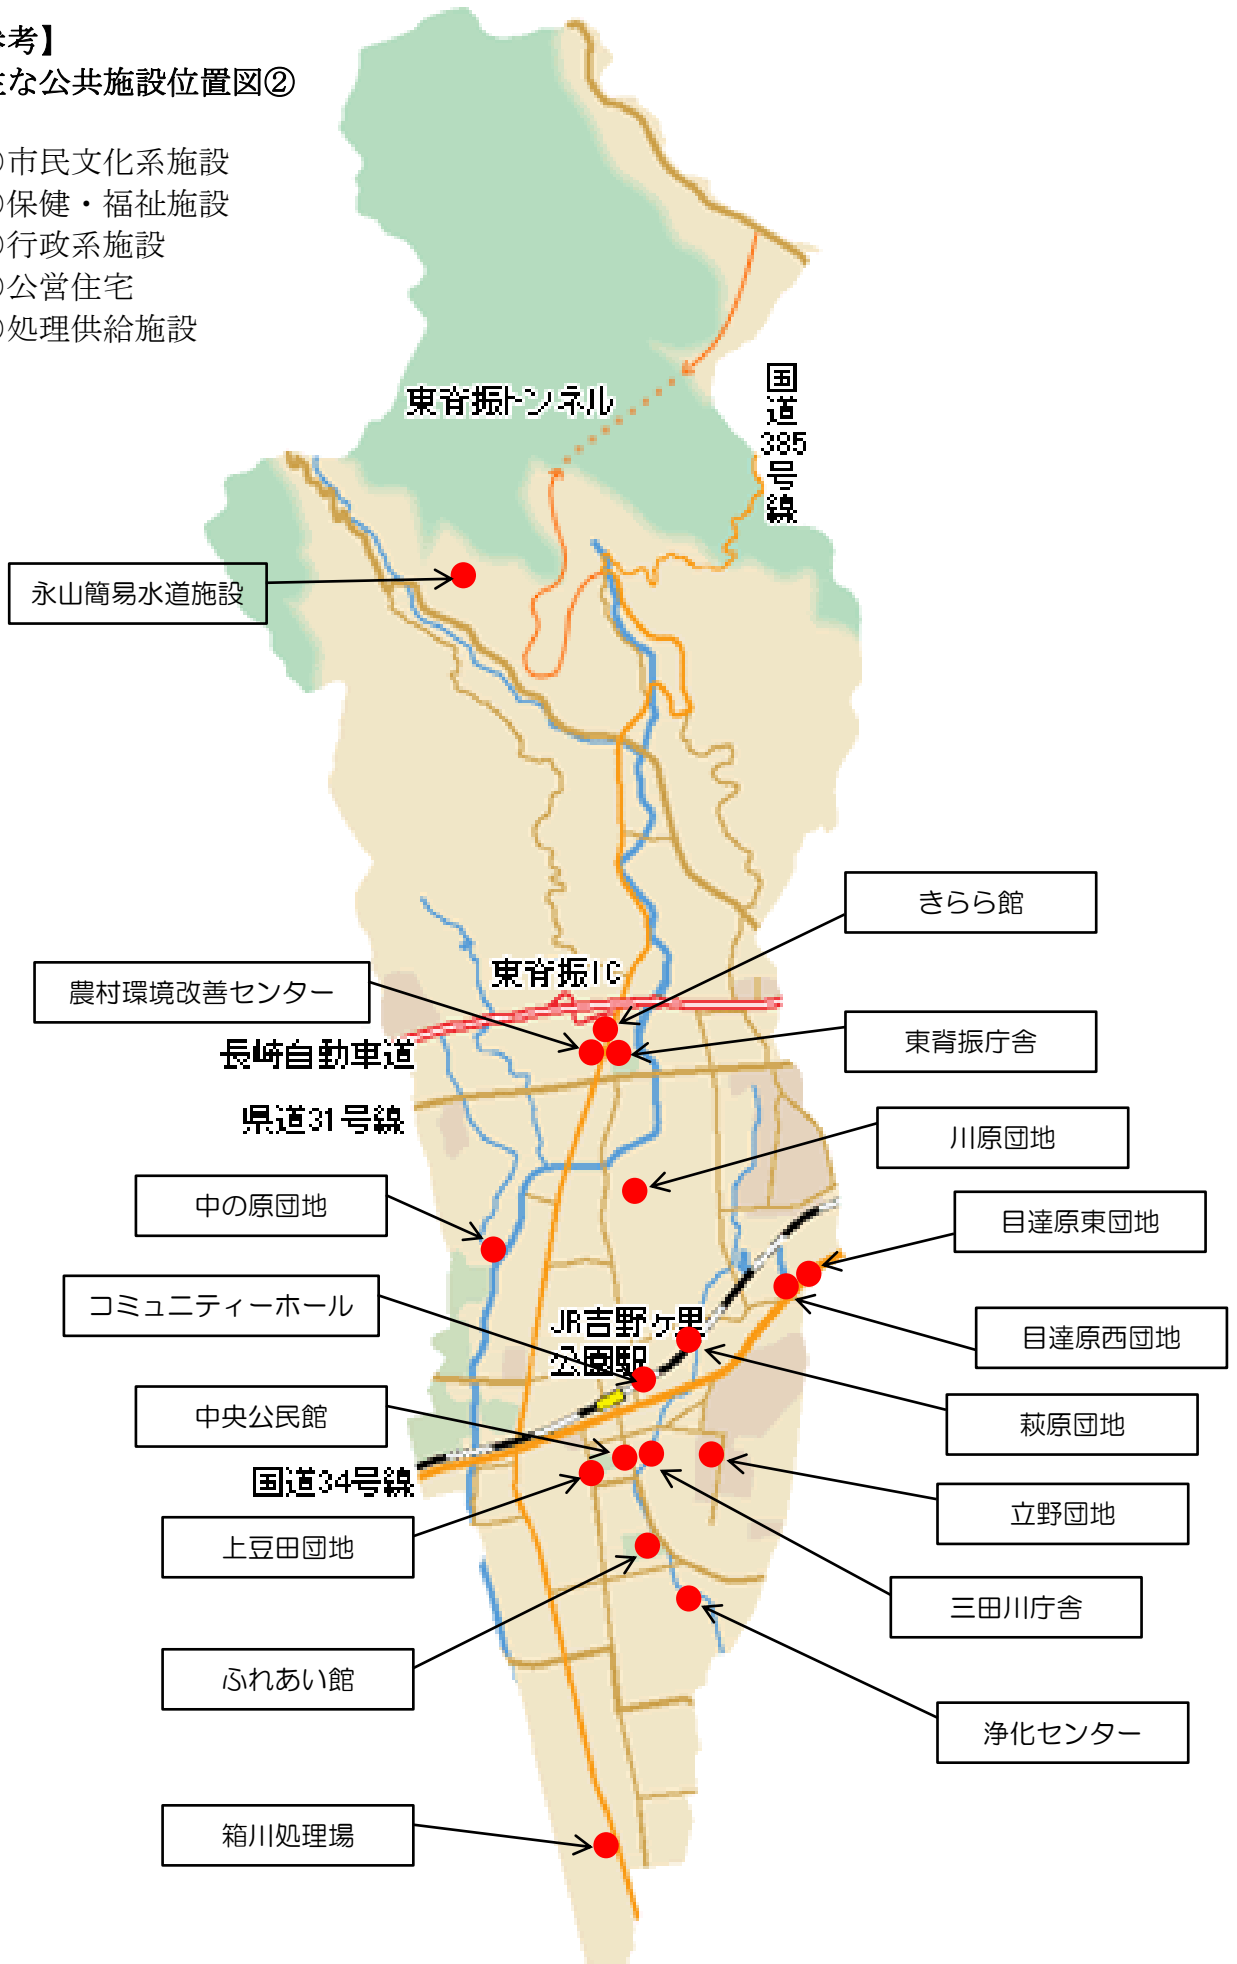 参考】
主な公共施設位置図②
市民文化系施設
保健・福祉施設
行政系施設
公営住宅
処理供給施設
東脊振トンネル
国道385号線
永山簡易水道施設
きらら館
東脊振IC
農村環境改善センター
東脊振庁舎
長崎自動車道
県道31号線
川原団地
中の原団地
目達原東団地
コミュニティーホール
JR吉野ヶ里
公園駅
目達原西団地
中央公民館
萩原団地
国道34号線
立野団地
上豆田団地
三田川庁舎
ふれあい館
浄化センター
箱川処理場